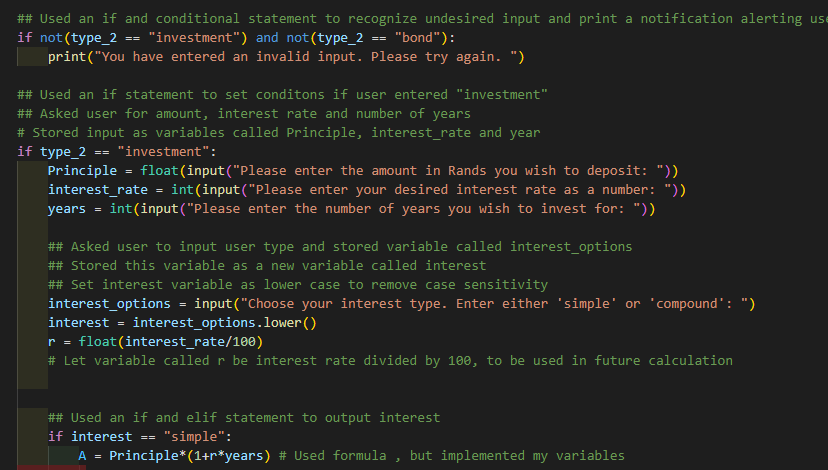 ## Used an if and conditional statement to recognize undesired input and print a notification alerting
if not(type_2 == "investment") and not(type_2 == "bond"):
print("You have entered an invalid input. Please try again. ")
## Used an if statement to set conditons if user entered "investment"
## Asked user for amount, interest rate and number of years
# Stored input as variables called Principle, interest_rate and year
if type_2 == "investment":
Principle = float(input("Please enter the amount in Rands you wish to deposit: "))
interest_rate = int(input("Please enter your desired interest rate as a number: "))
years = int(input("Please enter the number of years you wish to invest for: "))
## Asked user to input user type and stored variable called interest_options
## Stored this variable as a new variable called interest
## Set interest variable as lower case to remove case sensitivity
interest_options = input("Choose your interest type. Enter either 'simple' or 'compound': ")
interest = interest_options.lower()
r = float(interest_rate/100)
# Let variable called r be interest rate divided by 100, to be used in future calculation
## Used an if and elif statement to output interest
if interest == "simple":
A = Principle*(1+r*years) # Used formula , but implemented my variables